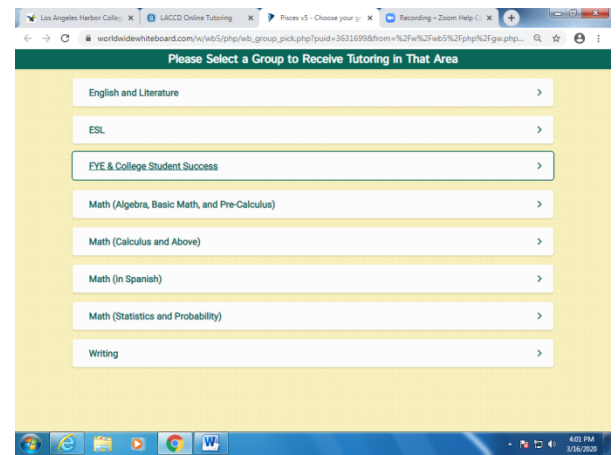 Los Angeles Harbor Colleg
LACCD Online Tutoring
Pisces v5 - Choose your g
Recording – Zoom Help C
worldwidewhiteboard.com/w/wb5/php/wb_group_pick.php?puid=3631699&from=%2Fw%2Fwb5%2Fphp%2Fgw.php...
Please Select a Group to Receive Tutoring in That Area
English and Literature
ESL
FYE & College Student Success
Math (Algebra, Basic Math, and Pre-Calculus)
Math (Calculus and Above)
Math (in Spanish)
Math (Statistics and Probability)
Writing
4:01 PM
3/16/2020